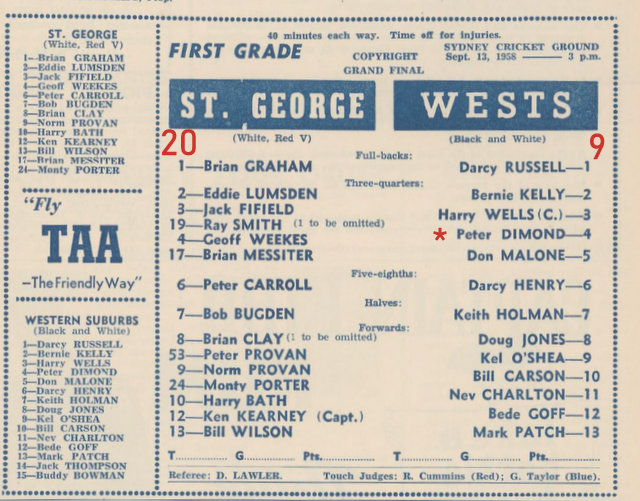 ST. GEORGE
(White, Red V)
1—Brian GRAHAM
2—Eddie LUMSDEN
3—Jack FIFIELD
4—Geoff WEEKES
6—Peter CARROLL
7—Bob BUGDEN
8—Brian CLAY
9—Norm PROVAN
10—Harry BATH
12—Ken KEARNEY
13—Bill WILSON
17—Brian MESSITER
24—Monty PORTER
"Fly
TAA
—The Friendly Way"
WESTERN SUBURBS
(Black and White)
1—Darcy RUSSELL
2—Bernie KELLY
3—Harry WELLS
4—Peter DIMOND
5—Don MALONE
6—Darcy HENRY
7—Keith HOLMAN
8—Doug JONES
9—Kel O'SHEA
10—Bill CARSON
11—Nev CHARLTON
12—Bede GOFF
13—Mark PATCH
14—Jack THOMPSON
15—Buddy BOWMAN
40 minutes each way. Time off for injuries.
FIRST GRADE
COPYRIGHT
GRAND FINAL
SYDNEY CRICKET GROUND
Sept. 13, 1958 ——— 3 p.m.
ST. GEORGE WESTS
(White, Red V) (Black and White)
20 9
Full-backs:
1—Brian GRAHAM Darcy RUSSELL—1
Three-quarters:
2—Eddie LUMSDEN Bernie KELLY—2
3—Jack FIFIELD Harry WELLS (C.)—3
19—Ray SMITH (1 to be omitted) * Peter DIMOND—4
4—Geoff WEEKES
17—Brian MESSITER Don MALONE—5
Five-eighths:
6—Peter CARROLL Darcy HENRY—6
Halves:
7—Bob BUGDEN Keith HOLMAN—7
Forwards:
8—Brian CLAY (1 to be omitted) Doug JONES—8
53—Peter PROVAN Kel O'SHEA—9
9—Norm PROVAN Bill CARSON—10
24—Monty PORTER Nev CHARLTON—11
10—Harry BATH
12—Ken KEARNEY (Capt.) Bede GOFF—12
13—Bill WILSON Mark PATCH—13
T.......... G.......... Pts.......... T.......... G.......... Pts..........
Referee: D. LAWLER. Touch Judges: R. Cummins (Red); G. Taylor (Blue).